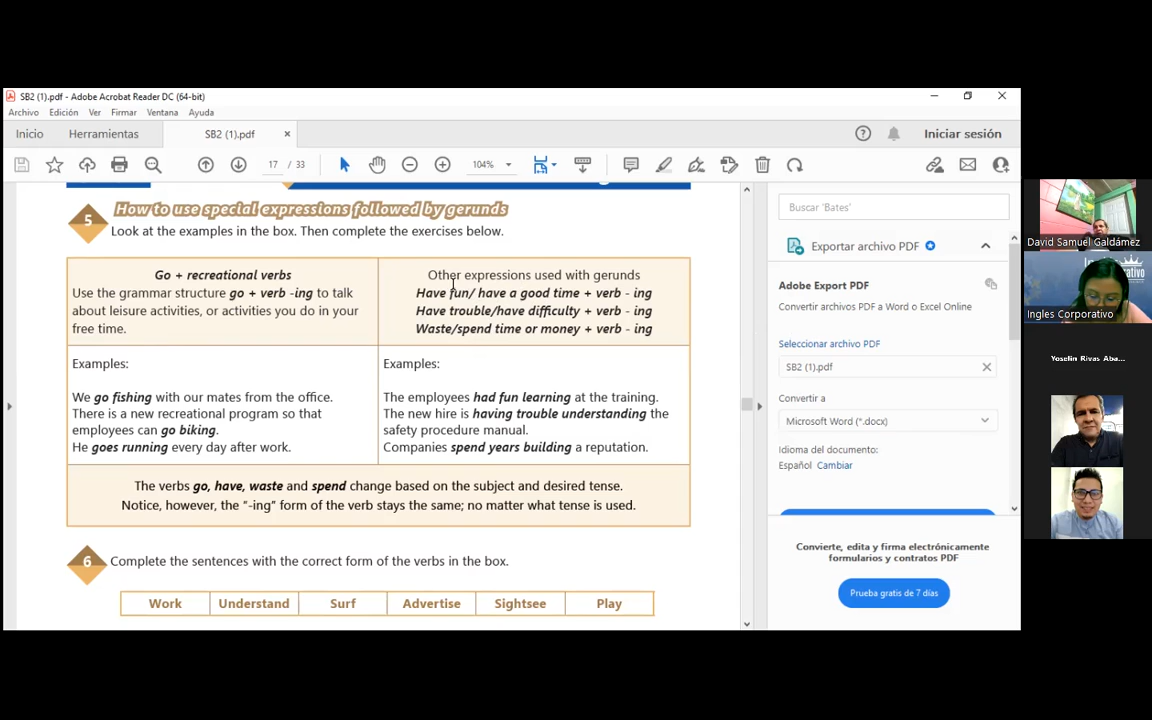 SB2 (1).pdf - Adobe Acrobat Reader DC (64-bit)
Archivo Edición Ver Firmar Ventana Ayuda
Inicio Herramientas SB2 (1).pdf Iniciar sesión
17 / 33 104%
5 How to use special expressions followed by gerunds
Look at the examples in the box. Then complete the exercises below.
Go + recreational verbs
Use the grammar structure go + verb -ing to talk
about leisure activities, or activities you do in your
free time.
Other expressions used with gerunds
Have fun/ have a good time + verb - ing
Have trouble/have difficulty + verb - ing
Waste/spend time or money + verb - ing
Examples:
We go fishing with our mates from the office.
There is a new recreational program so that
employees can go biking.
He goes running every day after work.
Examples:
The employees had fun learning at the training.
The new hire is having trouble understanding the
safety procedure manual.
Companies spend years building a reputation.
The verbs go, have, waste and spend change based on the subject and desired tense.
Notice, however, the “-ing” form of the verb stays the same; no matter what tense is used.
6 Complete the sentences with the correct form of the verbs in the box.
Work Understand Surf Advertise Sightsee Play
Buscar 'Bates'
Exportar archivo PDF
Adobe Export PDF
Convertir archivos PDF a Word o Excel Online
Seleccionar archivo PDF
SB2 (1).pdf
Convertir a
Microsoft Word (*.docx)
Idioma del documento:
Español Cambiar
Convierte, edita y firma electrónicamente
formularios y contratos PDF
Prueba gratis de 7 días
David Samuel Galdámez
Ingles Corporativo
Yoselin Rivas Aba...